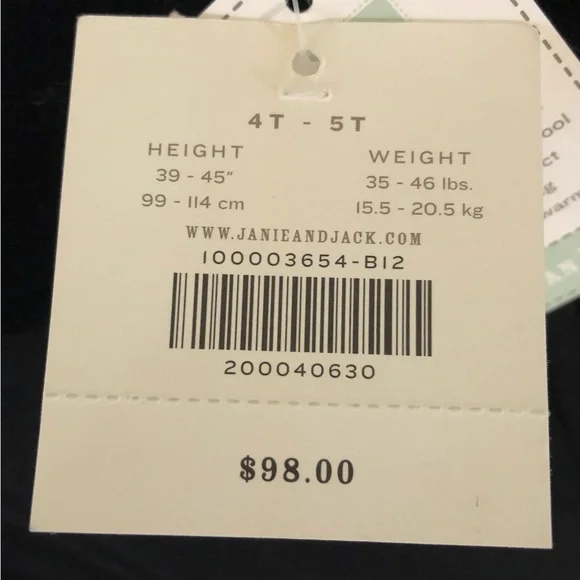 4T - 5T
HEIGHT WEIGHT
39 - 45" 35 - 46 lbs.
99 - 114 cm 15.5 - 20.5 kg
WWW.JANIEANDJACK.COM
100003654-B12
200040630
$98.00